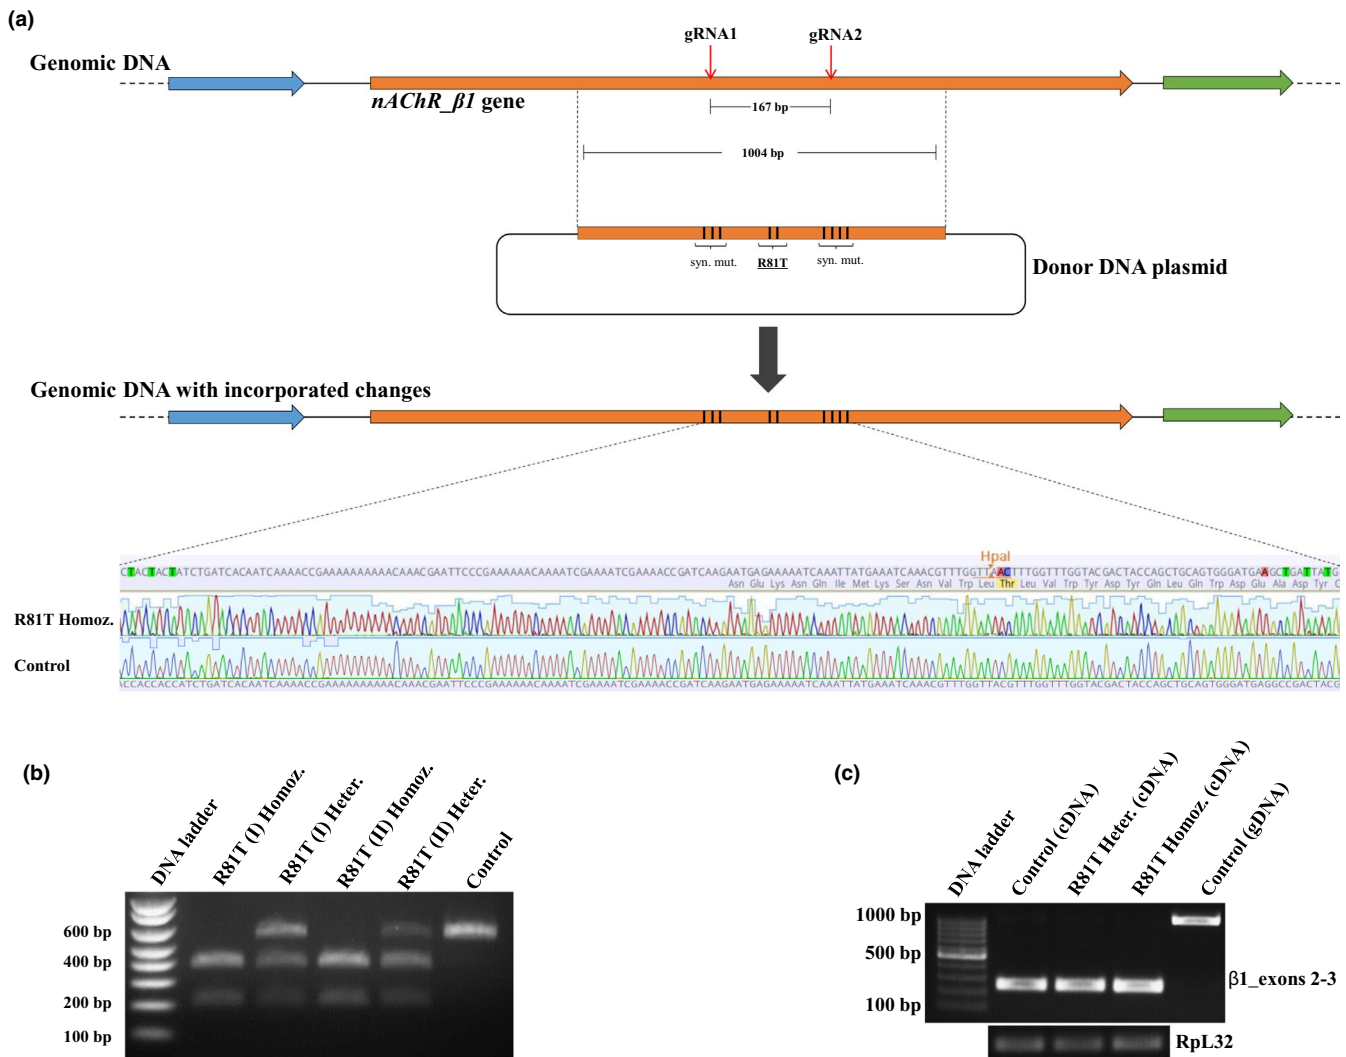 (a)
gRNA1 gRNA2
Genomic DNA
nAChR_β1 gene
167 bp
1004 bp
syn. mut. R81T syn. mut.
Donor DNA plasmid
Genomic DNA with incorporated changes
HpaI
Asn Glu Lys Asn Gln Ile Met Lys Ser Asn Val Trp Leu Thr Leu Val Trp Tyr Asp Tyr Gln Leu Gln Trp Asp Glu Ala Asp Tyr C
R81T Homoz.
Control
(b)
DNA ladder
R81T (I) Homoz.
R81T (I) Heter.
R81T (II) Homoz.
R81T (II) Heter.
Control
600 bp
400 bp
200 bp
100 bp
(c)
DNA ladder
Control (cDNA)
R81T Heter. (cDNA)
R81T Homoz. (cDNA)
Control (gDNA)
1000 bp
500 bp
100 bp
β1_exons 2-3
RpL32